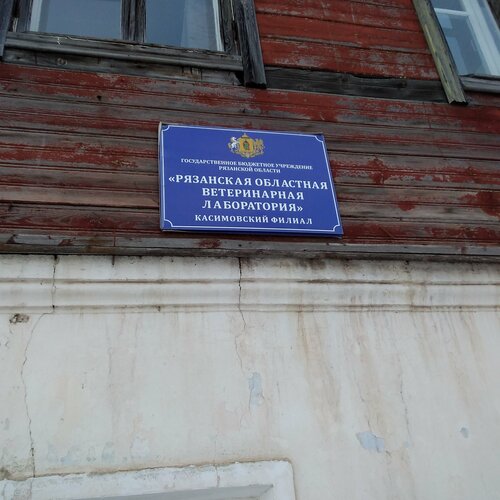 ГОСУДАРСТВЕННОЕ БЮДЖЕТНОЕ УЧРЕЖДЕНИЕ
РЯЗАНСКОЙ ОБЛАСТИ
«РЯЗАНСКАЯ ОБЛАСТНАЯ
ВЕТЕРИНАРНАЯ
ЛАБОРАТОРИЯ»
КАСИМОВСКИЙ ФИЛИАЛ